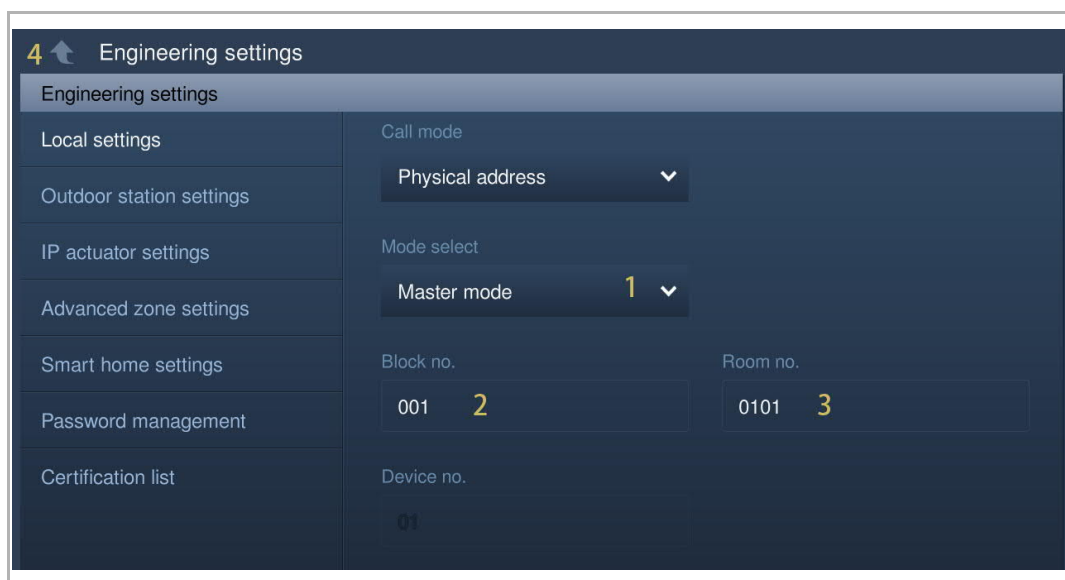 4 Engineering settings
Engineering settings
Local settings
Outdoor station settings
IP actuator settings
Advanced zone settings
Smart home settings
Password management
Certification list
Call mode
Physical address
Mode select
Master mode 1
Block no. Room no.
001 2 0101 3
Device no.
01